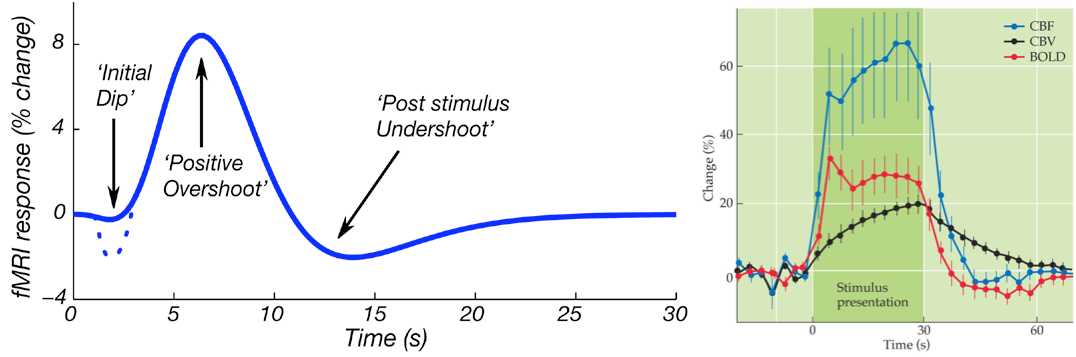 fMRI response (% change)
8
4
0
−4
'Initial
Dip'
'Positive
Overshoot'
'Post stimulus
Undershoot'
0
5
10
15
20
25
30
Time (s)
Change (%)
60
40
20
0
CBF
CBV
BOLD
Stimulus
presentation
0
30
60
Time (s)